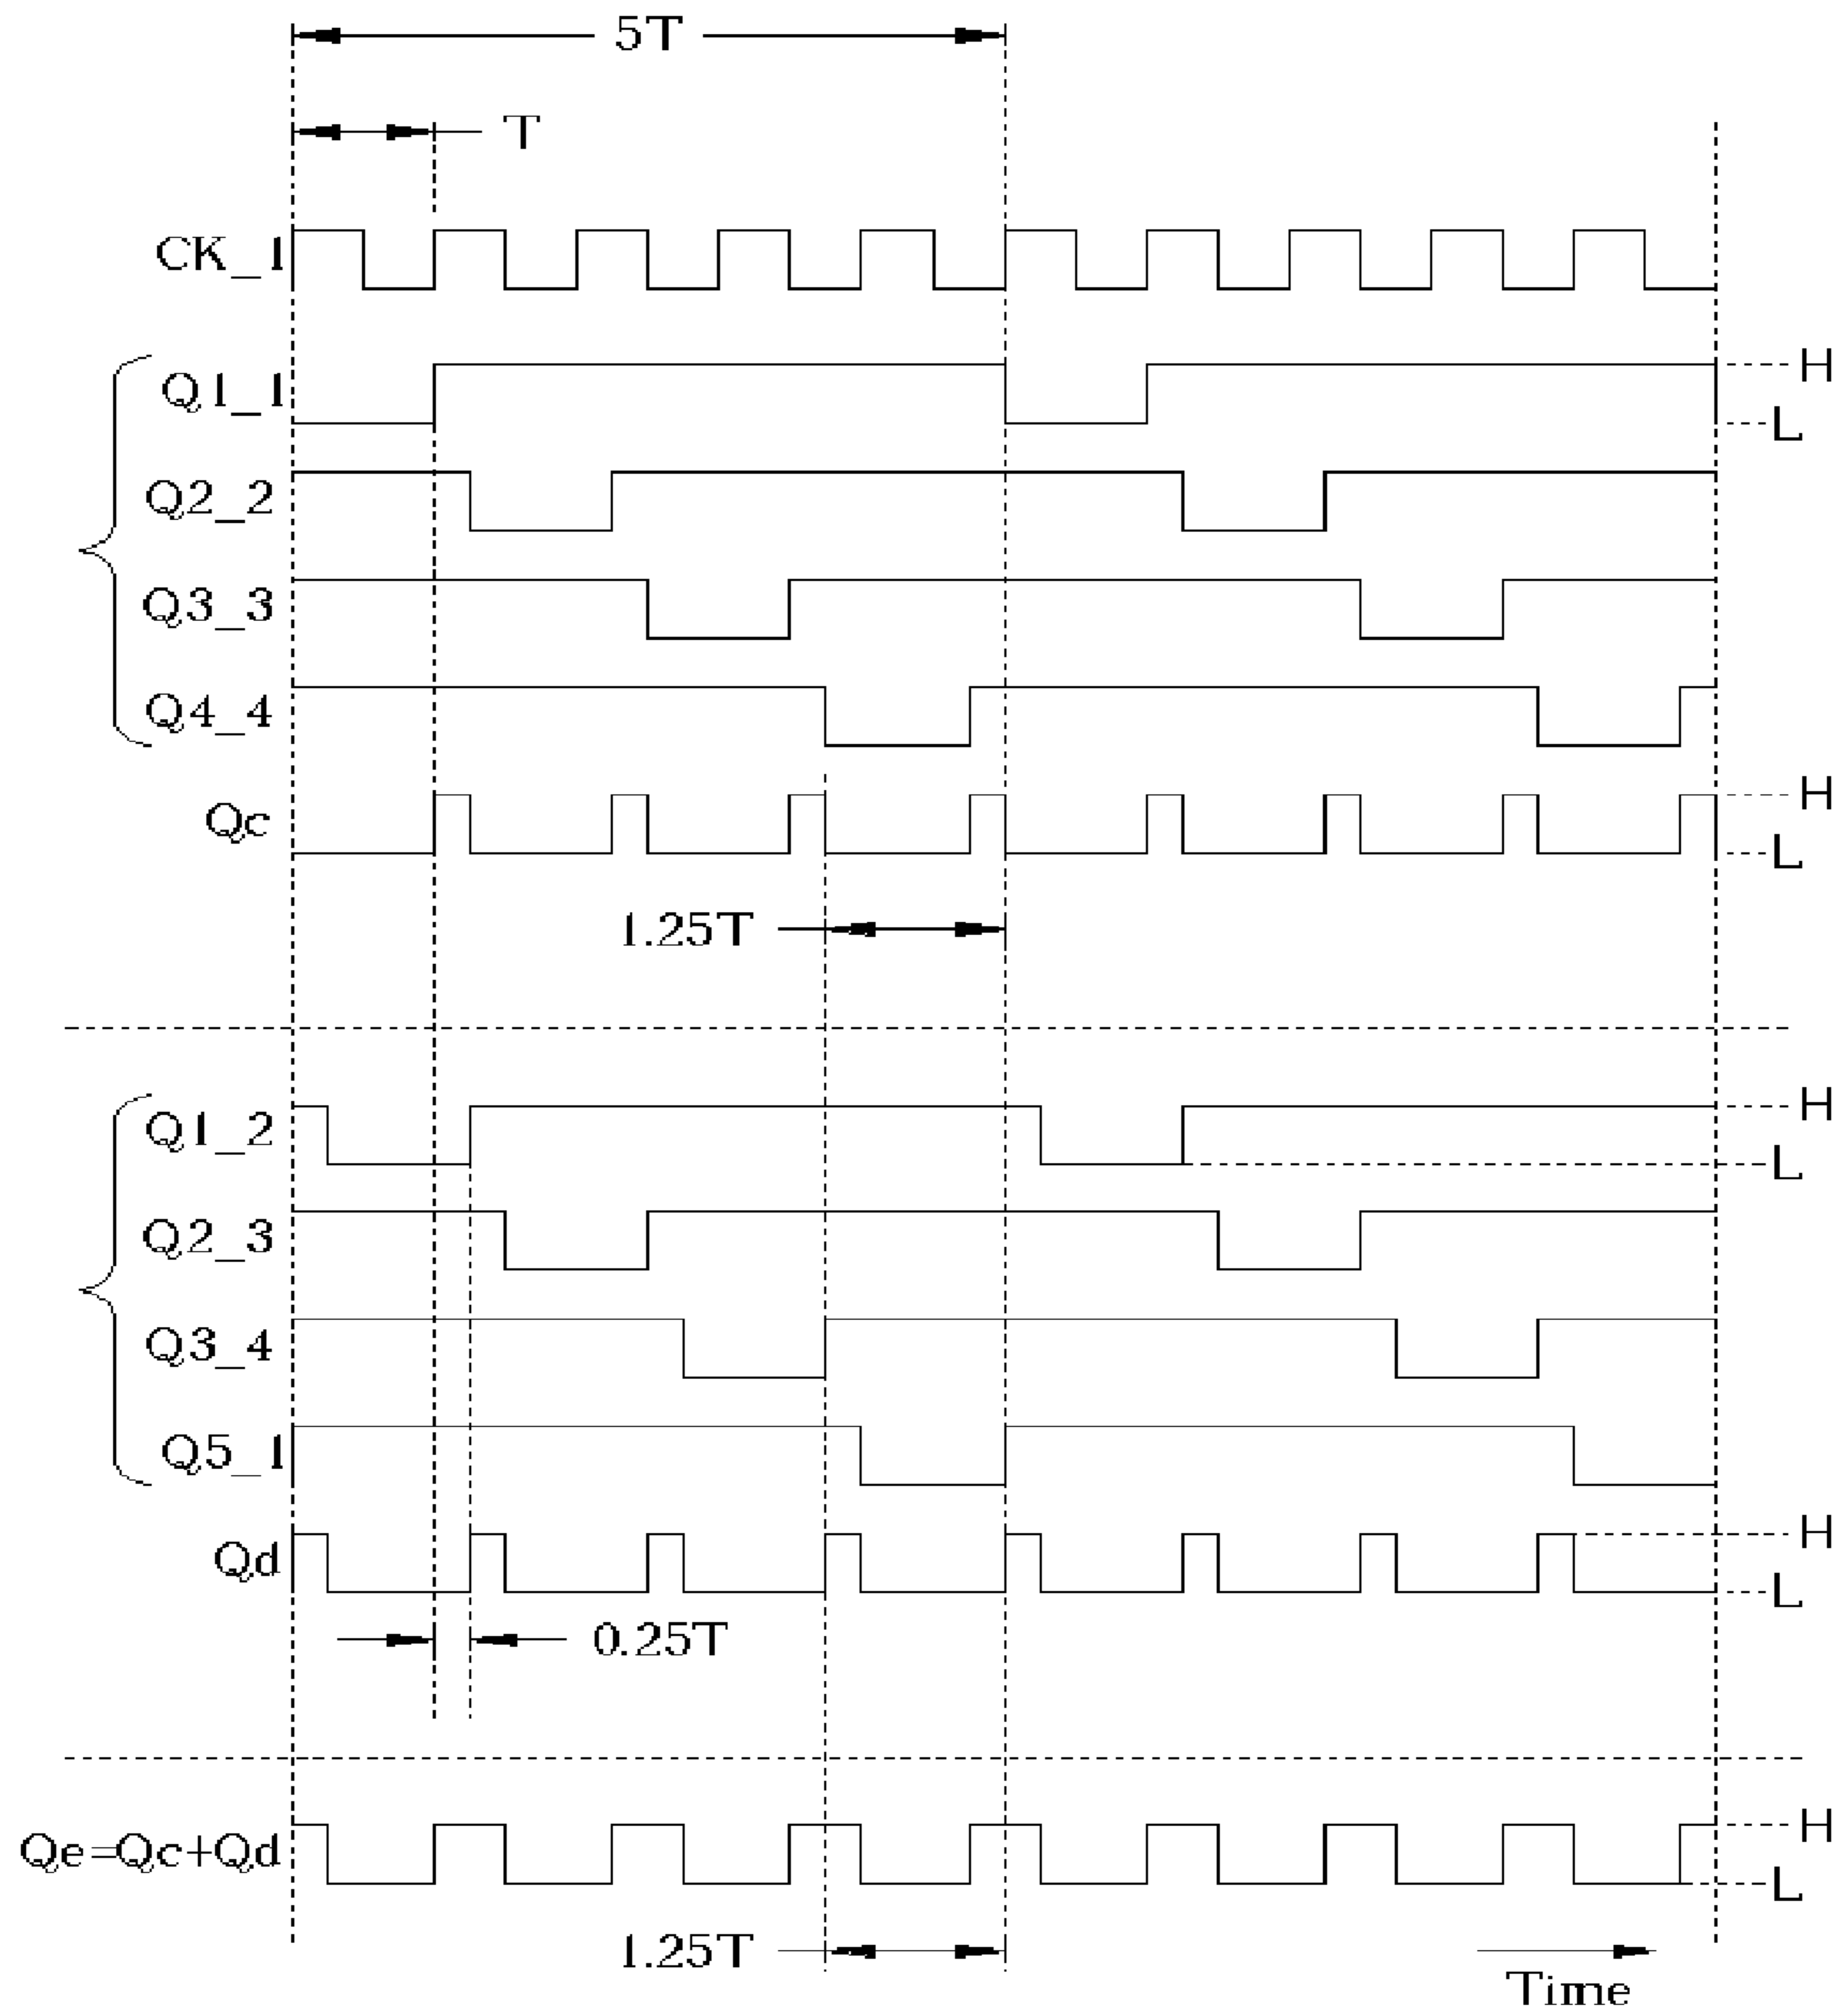 5T
T
CK_1
Q1_1
H
L
Q2_2
Q3_3
Q4_4
Qc
H
L
1.25T
Q1_2
H
L
Q2_3
Q3_4
Q5_1
Qd
H
L
0.25T
Qe=Qc+Qd
H
L
1.25T
Time